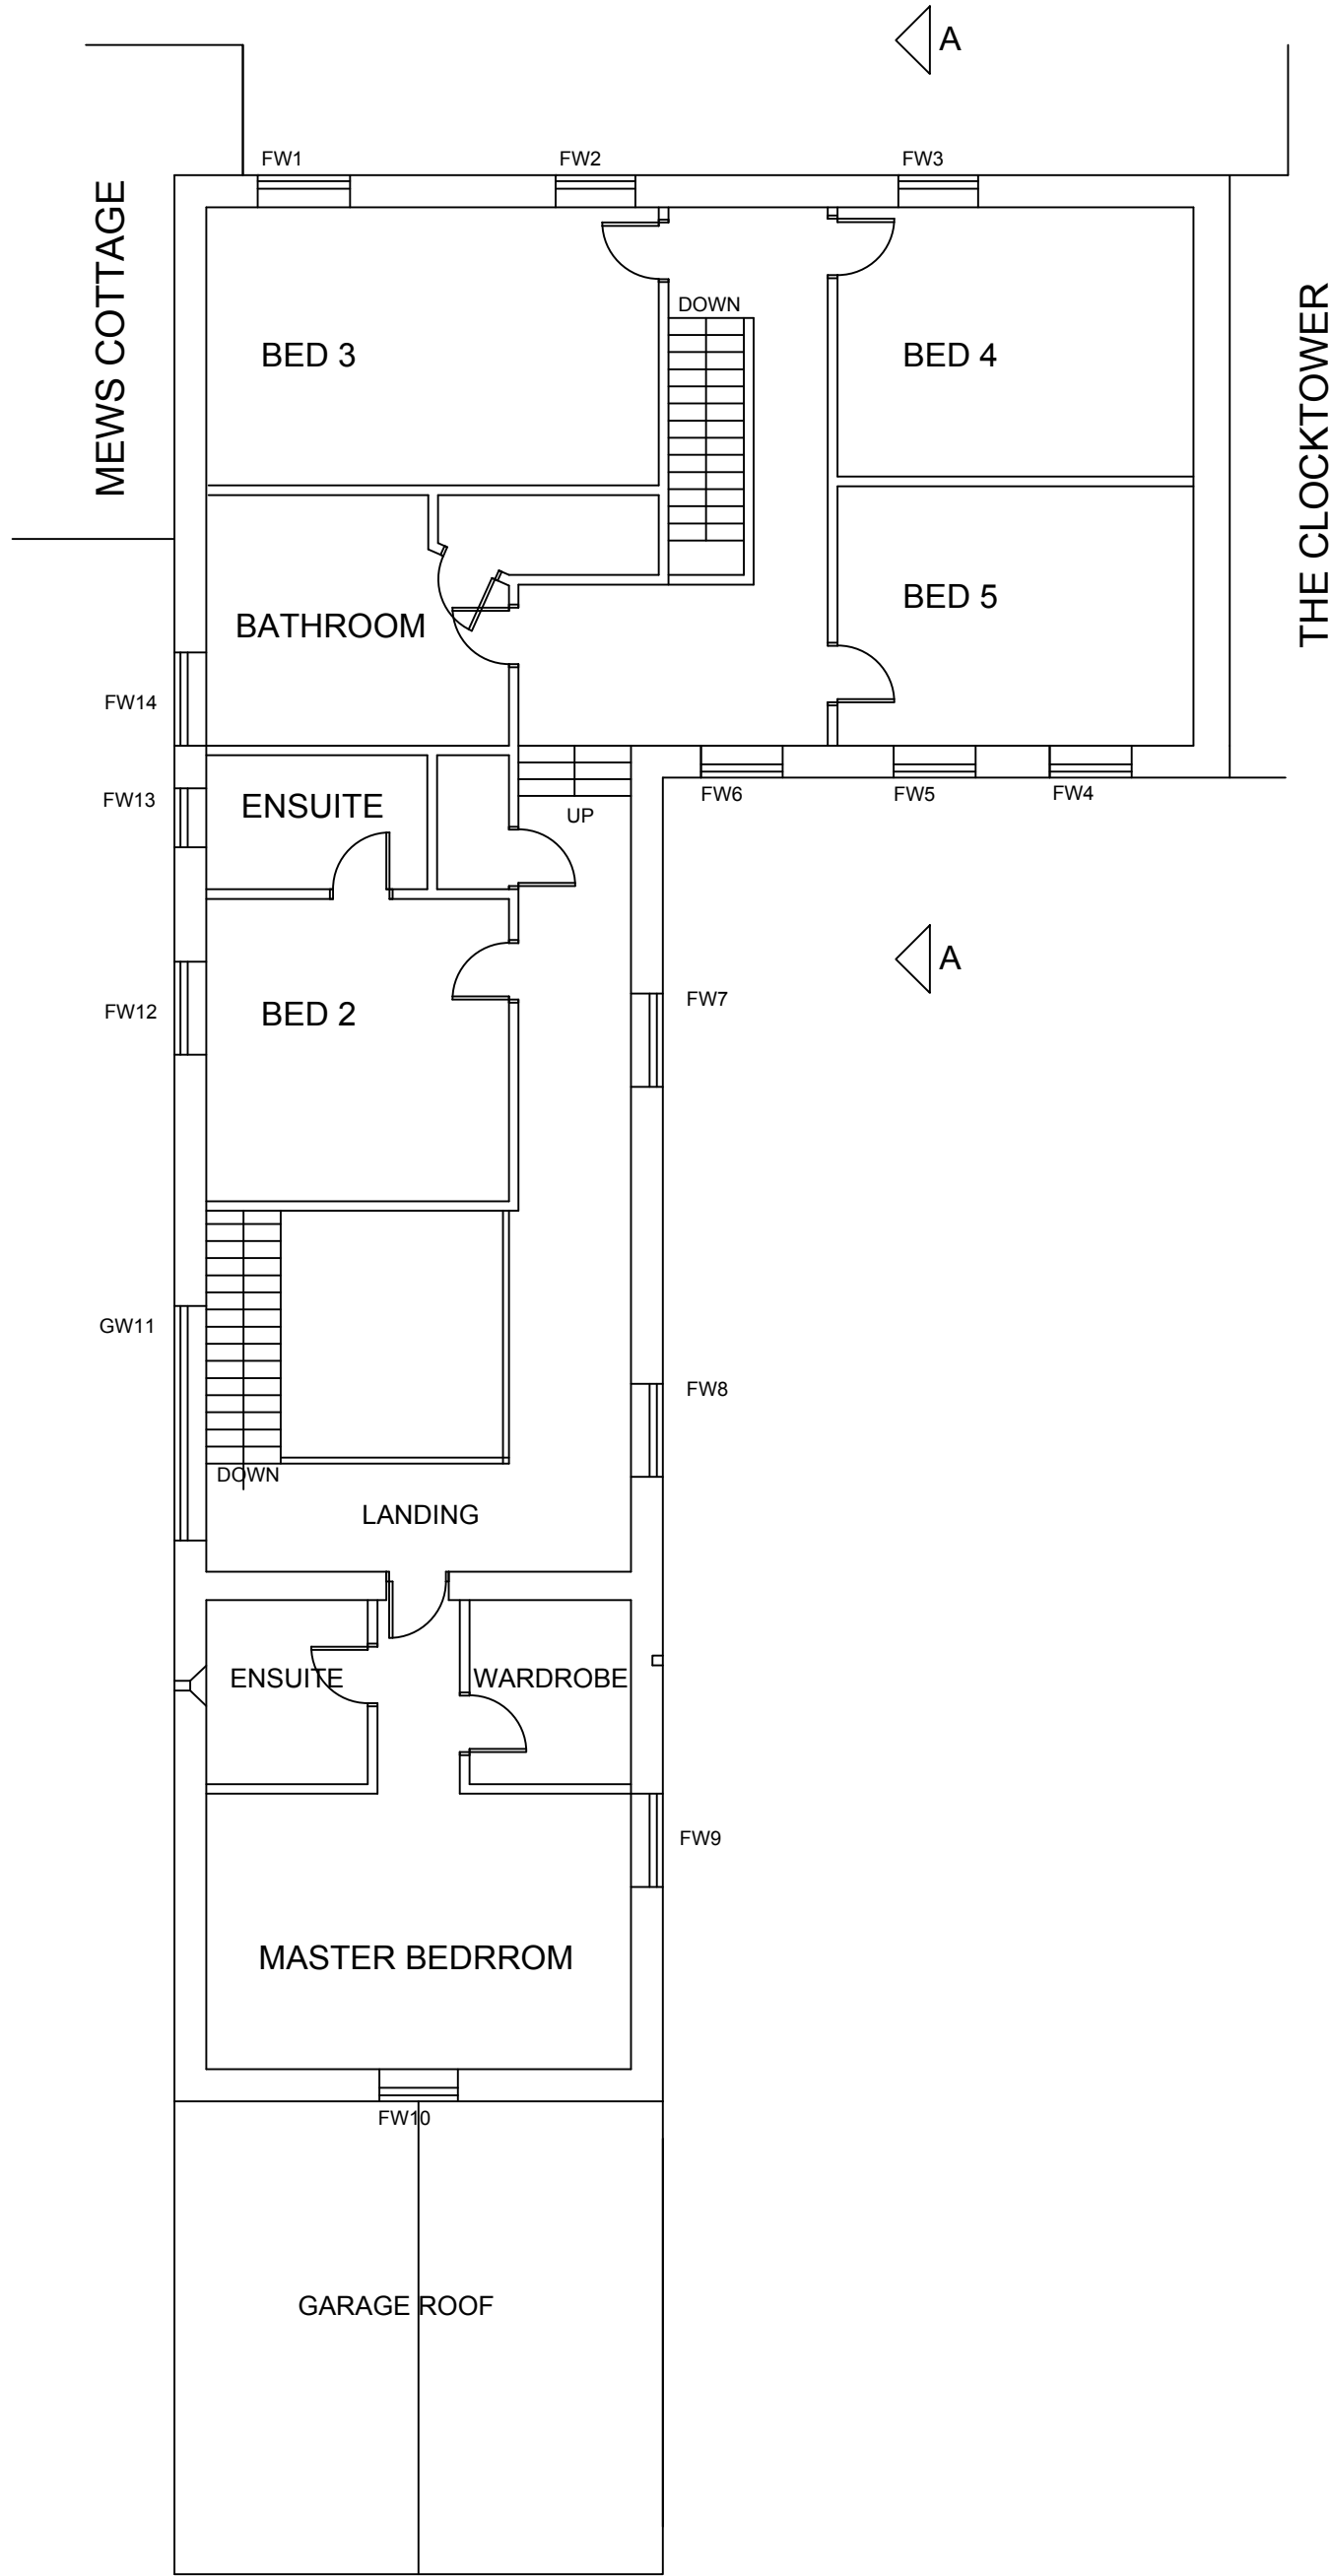 A
FW1
FW2
FW3
MEWS COTTAGE
THE CLOCKTOWER
DOWN
BED 3
BED 4
BED 5
BATHROOM
FW14
FW13
ENSUITE
UP
FW6
FW5
FW4
A
FW12
BED 2
FW7
GW11
FW8
DOWN
LANDING
ENSUITE
WARDROBE
FW9
MASTER BEDRROM
FW10
GARAGE ROOF